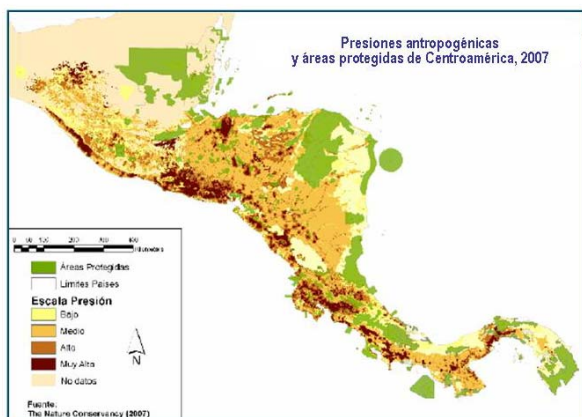 Presiones antropogénicas
y áreas protegidas de Centroamérica, 2007
Kilometers
Áreas Protegidas
Límites Países
Escala Presión
Bajo
Medio
Alto
Muy Alto
No datos
N
Fuente:
The Nature Conservancy (2007)